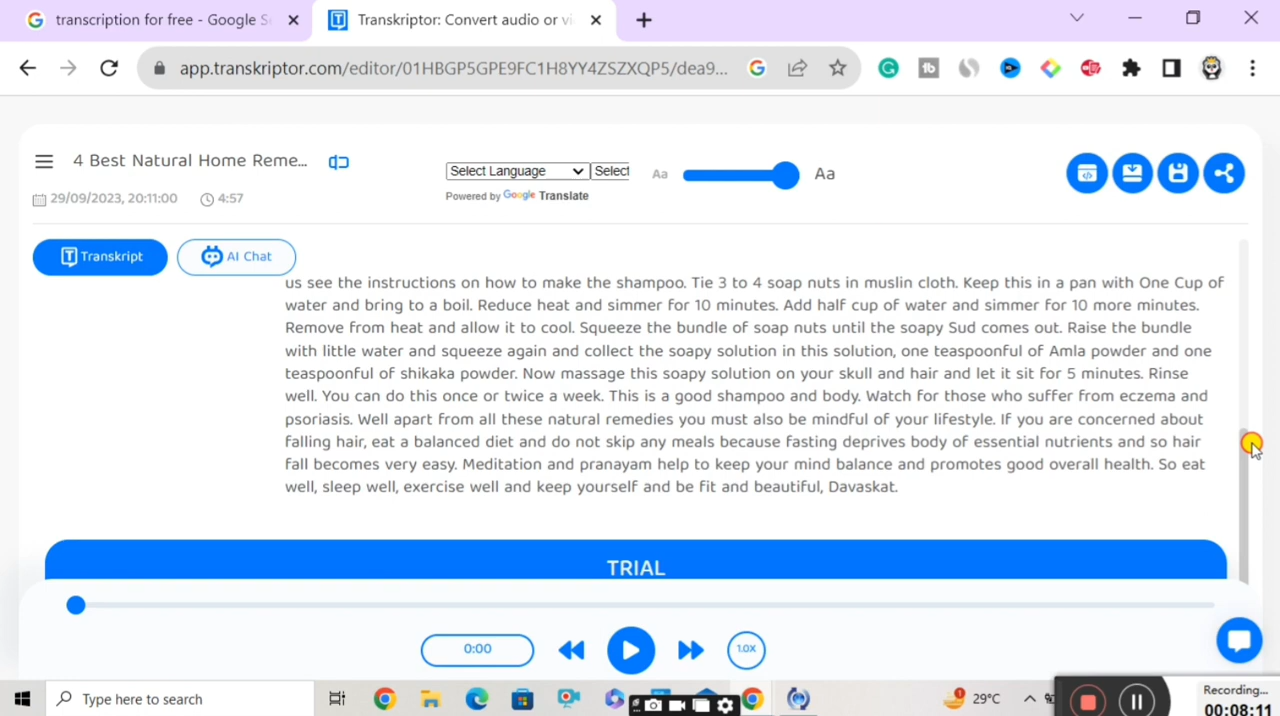 transcription for free - Google S
Transkriptor: Convert audio or vi
app.transkriptor.com/editor/01HBGP5GPE9FC1H8YY4ZSZXQP5/dea9...
4 Best Natural Home Reme...
Select Language
Select
Aa
Aa
29/09/2023, 20:11:00
4:57
Powered by Google Translate
Transkript
AI Chat
us see the instructions on how to make the shampoo. Tie 3 to 4 soap nuts in muslin cloth. Keep this in a pan with One Cup of
water and bring to a boil. Reduce heat and simmer for 10 minutes. Add half cup of water and simmer for 10 more minutes.
Remove from heat and allow it to cool. Squeeze the bundle of soap nuts until the soapy Sud comes out. Raise the bundle
with little water and squeeze again and collect the soapy solution in this solution, one teaspoonful of Amla powder and one
teaspoonful of shikaka powder. Now massage this soapy solution on your skull and hair and let it sit for 5 minutes. Rinse
well. You can do this once or twice a week. This is a good shampoo and body. Watch for those who suffer from eczema and
psoriasis. Well apart from all these natural remedies you must also be mindful of your lifestyle. If you are concerned about
falling hair, eat a balanced diet and do not skip any meals because fasting deprives body of essential nutrients and so hair
fall becomes very easy. Meditation and pranayam help to keep your mind balance and promotes good overall health. So eat
well, sleep well, exercise well and keep yourself and be fit and beautiful, Davaskat.
TRIAL
0:00
1.0X
Type here to search
29°C
Recording...
00:08:11